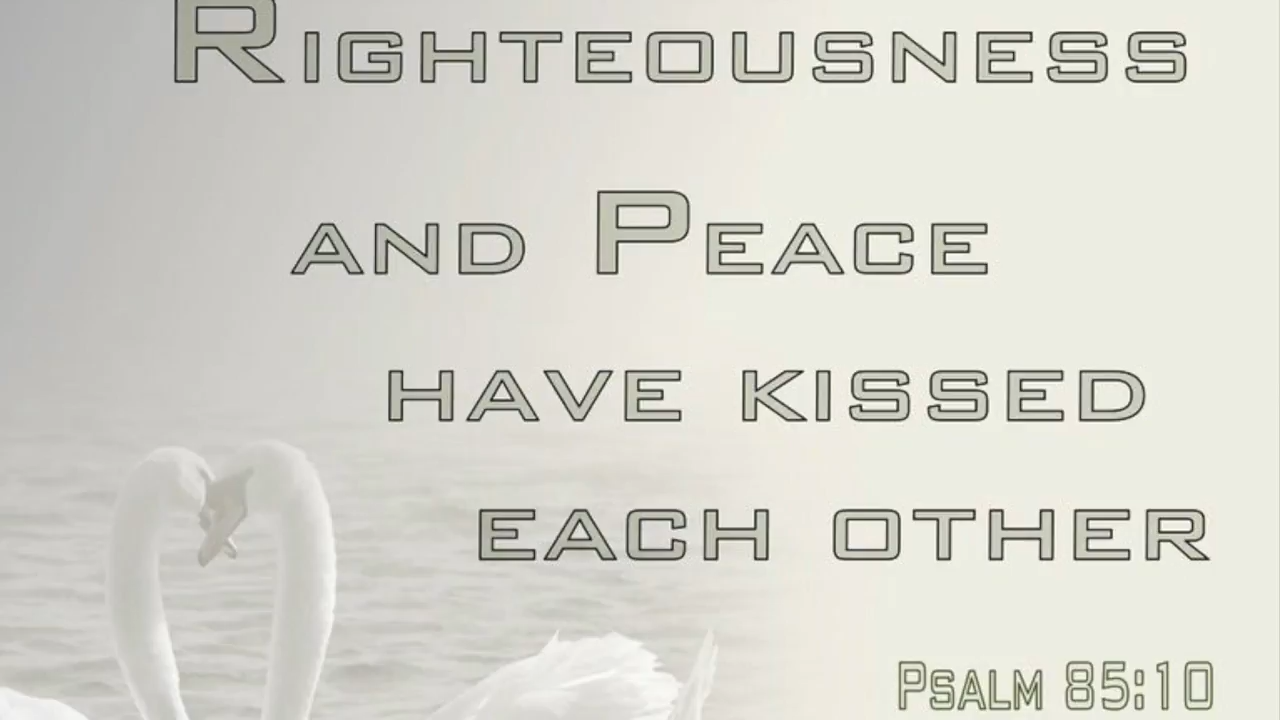 Righteousness
and Peace
have kissed
each other
Psalm 85:10